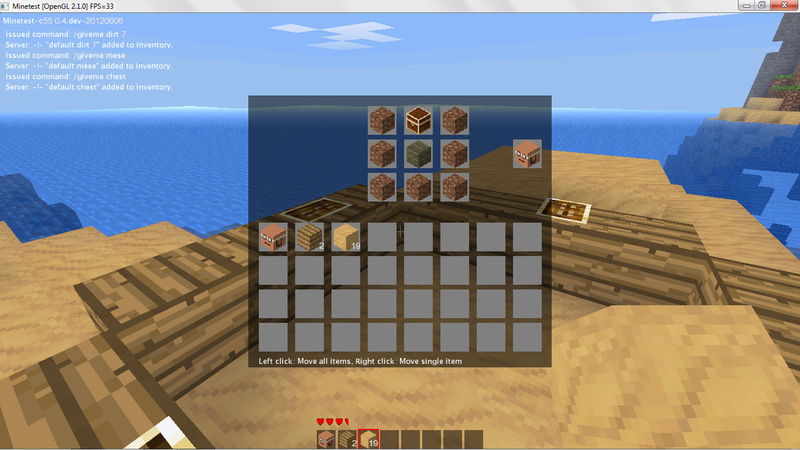 Minetest [OpenGL 2.1.0] FPS=33
Minetest-c55 0.4.dev-20120606
Issued command: /giveme dirt 7
Server: -!- "default:dirt 7" added to inventory.
Issued command: /giveme mese
Server: -!- "default:mese" added to inventory.
Issued command: /giveme chest
Server: -!- "default:chest" added to inventory.
2
19
Left click: Move all items, Right click: Move single item
2
19